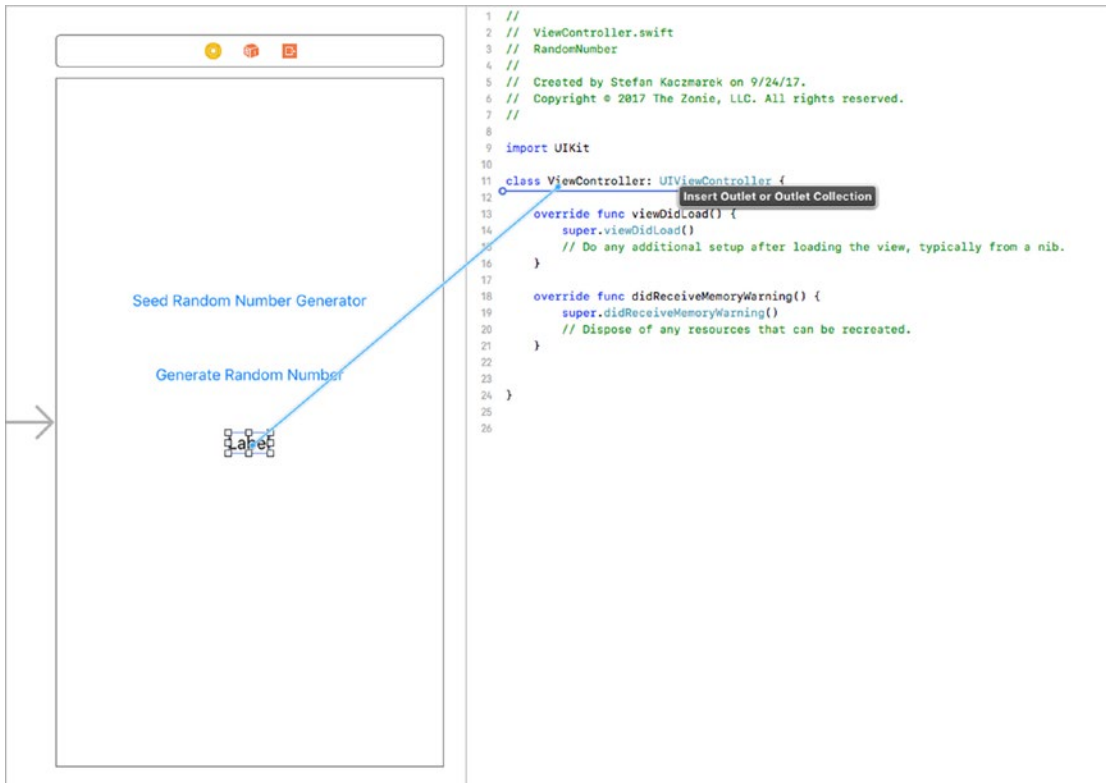 Seed Random Number Generator
Generate Random Number
Label
1 //
2 // ViewController.swift
3 // RandomNumber
4 //
5 // Created by Stefan Kaczmarek on 9/24/17.
6 // Copyright © 2017 The Zonie, LLC. All rights reserved.
7 //
8
9 import UIKit
10
11 class ViewController: UIViewController {
Insert Outlet or Outlet Collection
12
13 override func viewDidLoad() {
14 super.viewDidLoad()
15 // Do any additional setup after loading the view, typically from a nib.
16 }
17
18 override func didReceiveMemoryWarning() {
19 super.didReceiveMemoryWarning()
20 // Dispose of any resources that can be recreated.
21 }
22
23
24 }
25
26